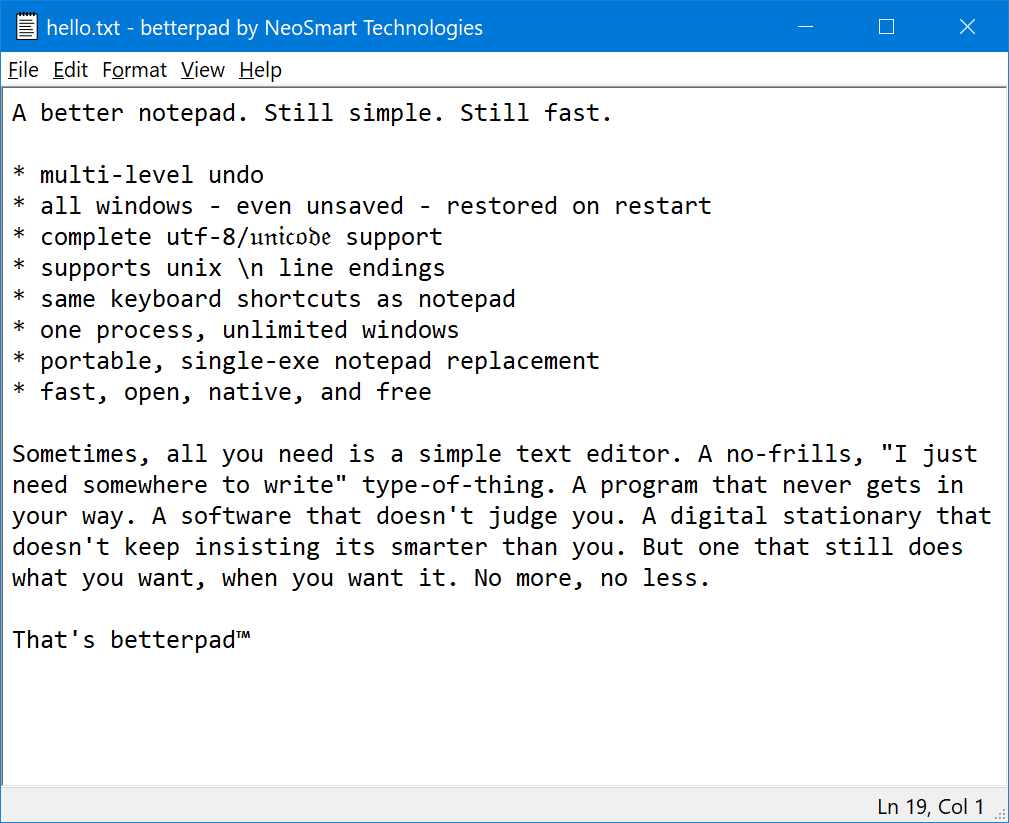 hello.txt - betterpad by NeoSmart Technologies
File Edit Format View Help
A better notepad. Still simple. Still fast.

* multi-level undo
* all windows - even unsaved - restored on restart
* complete utf-8/𝔲𝔫𝔦𝔠𝔬𝔡𝔢 support
* supports unix \n line endings
* same keyboard shortcuts as notepad
* one process, unlimited windows
* portable, single-exe notepad replacement
* fast, open, native, and free

Sometimes, all you need is a simple text editor. A no-frills, "I just
need somewhere to write" type-of-thing. A program that never gets in
your way. A software that doesn't judge you. A digital stationary that
doesn't keep insisting its smarter than you. But one that still does
what you want, when you want it. No more, no less.

That's betterpad™
Ln 19, Col 1